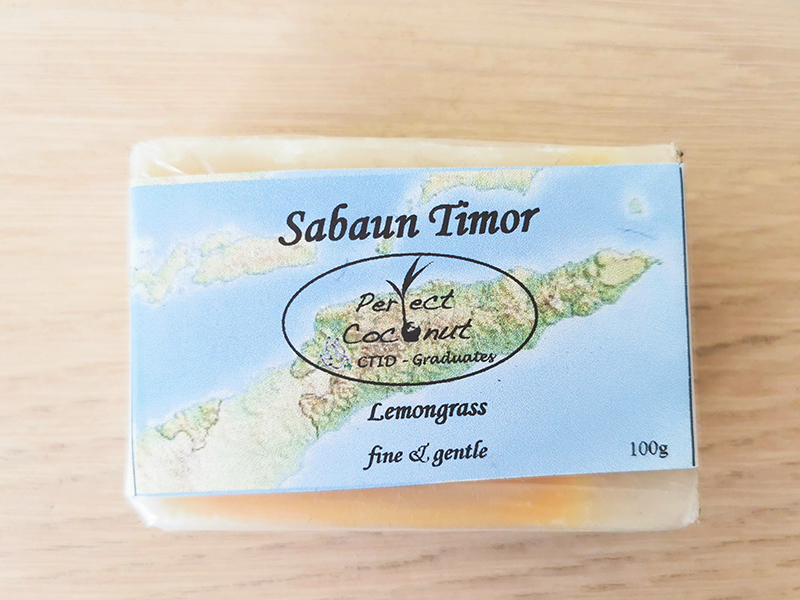 Sabaun Timor
Perfect
Coconut
CTID - Graduates
Lemongrass
fine & gentle
100g